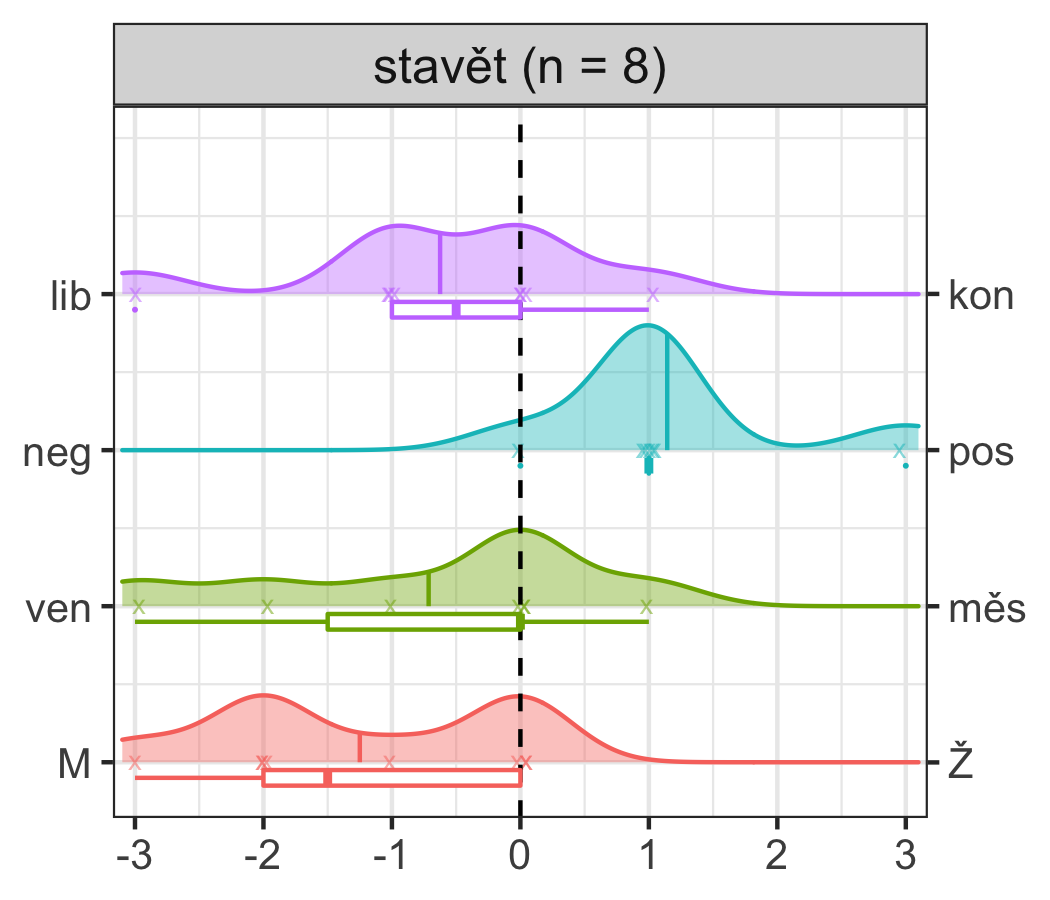 stavět (n = 8)
lib kon
neg pos
ven měs
M Ž
-3 -2 -1 0 1 2 3